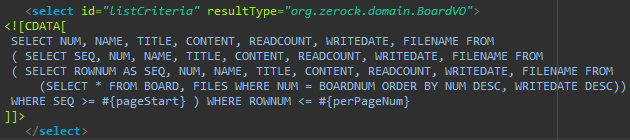 <select id="listCriteria" resultType="org.zerock.domain.BoardVO">
<![CDATA[
SELECT NUM, NAME, TITLE, CONTENT, READCOUNT, WRITEDATE, FILENAME FROM
( SELECT SEQ, NUM, NAME, TITLE, CONTENT, READCOUNT, WRITEDATE, FILENAME FROM
( SELECT ROWNUM AS SEQ, NUM, NAME, TITLE, CONTENT, READCOUNT, WRITEDATE, FILENAME FROM
(SELECT * FROM BOARD, FILES WHERE NUM = BOARDNUM ORDER BY NUM DESC, WRITEDATE DESC))
WHERE SEQ >= #{pageStart} ) WHERE ROWNUM <= #{perPageNum}
]]>
</select>